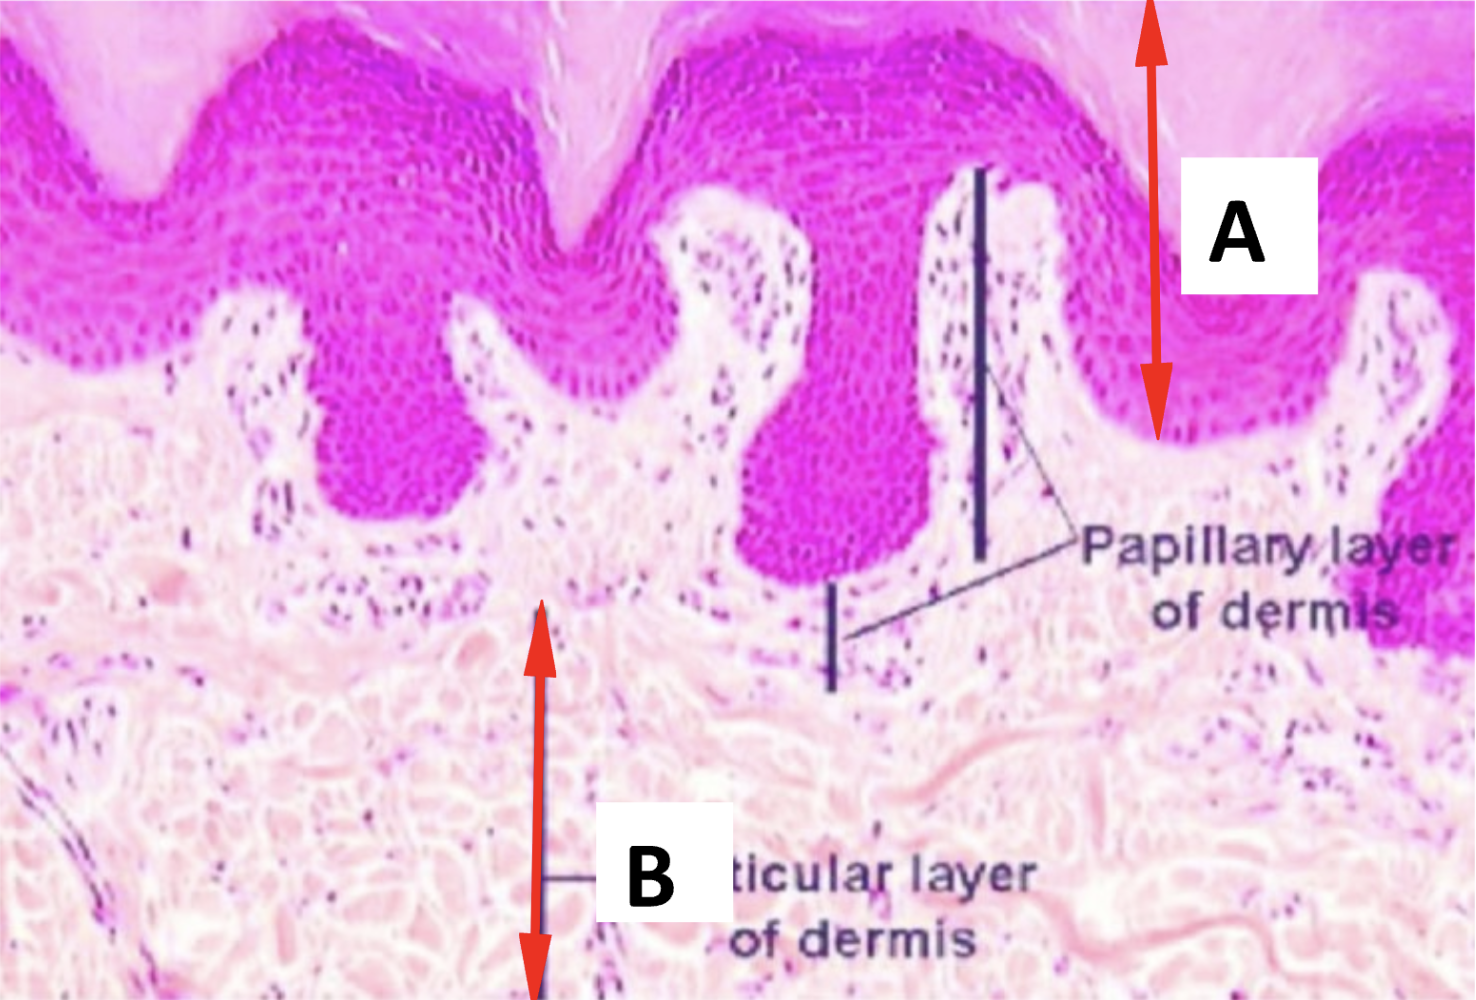 A
Papillary layer
of dermis
B
ticular layer
of dermis